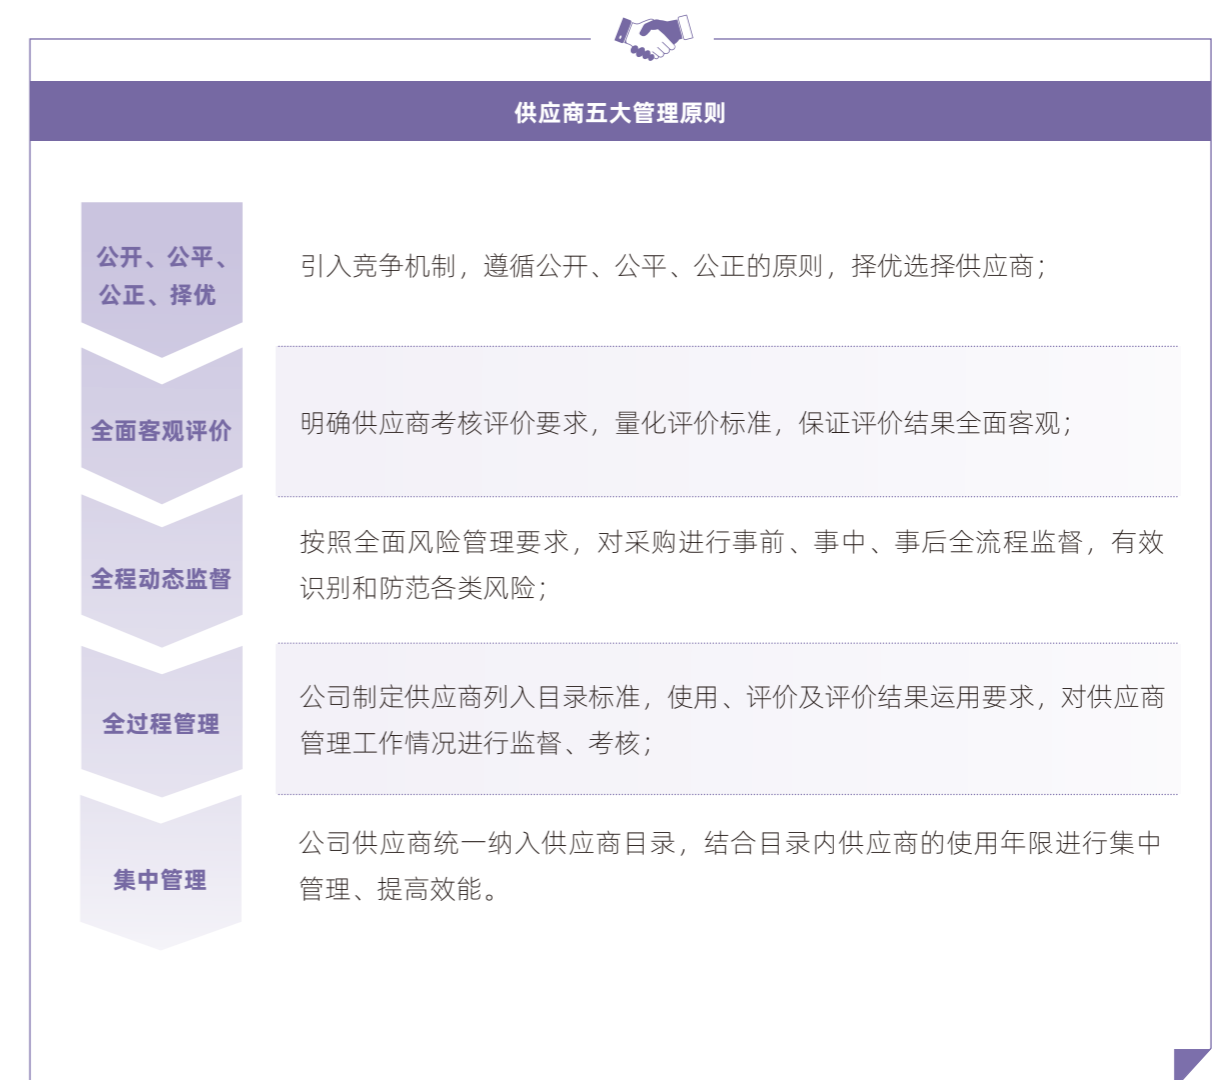 供应商五大管理原则
公开、公平、
公正、择优
引入竞争机制，遵循公开、公平、公正的原则，择优选择供应商；
全面客观评价
明确供应商考核评价要求，量化评价标准，保证评价结果全面客观；
全程动态监督
按照全面风险管理要求，对采购进行事前、事中、事后全流程监督，有效
识别和防范各类风险；
全过程管理
公司制定供应商列入目录标准，使用、评价及评价结果运用要求，对供应商
管理工作情况进行监督、考核；
集中管理
公司供应商统一纳入供应商目录，结合目录内供应商的使用年限进行集中
管理、提高效能。